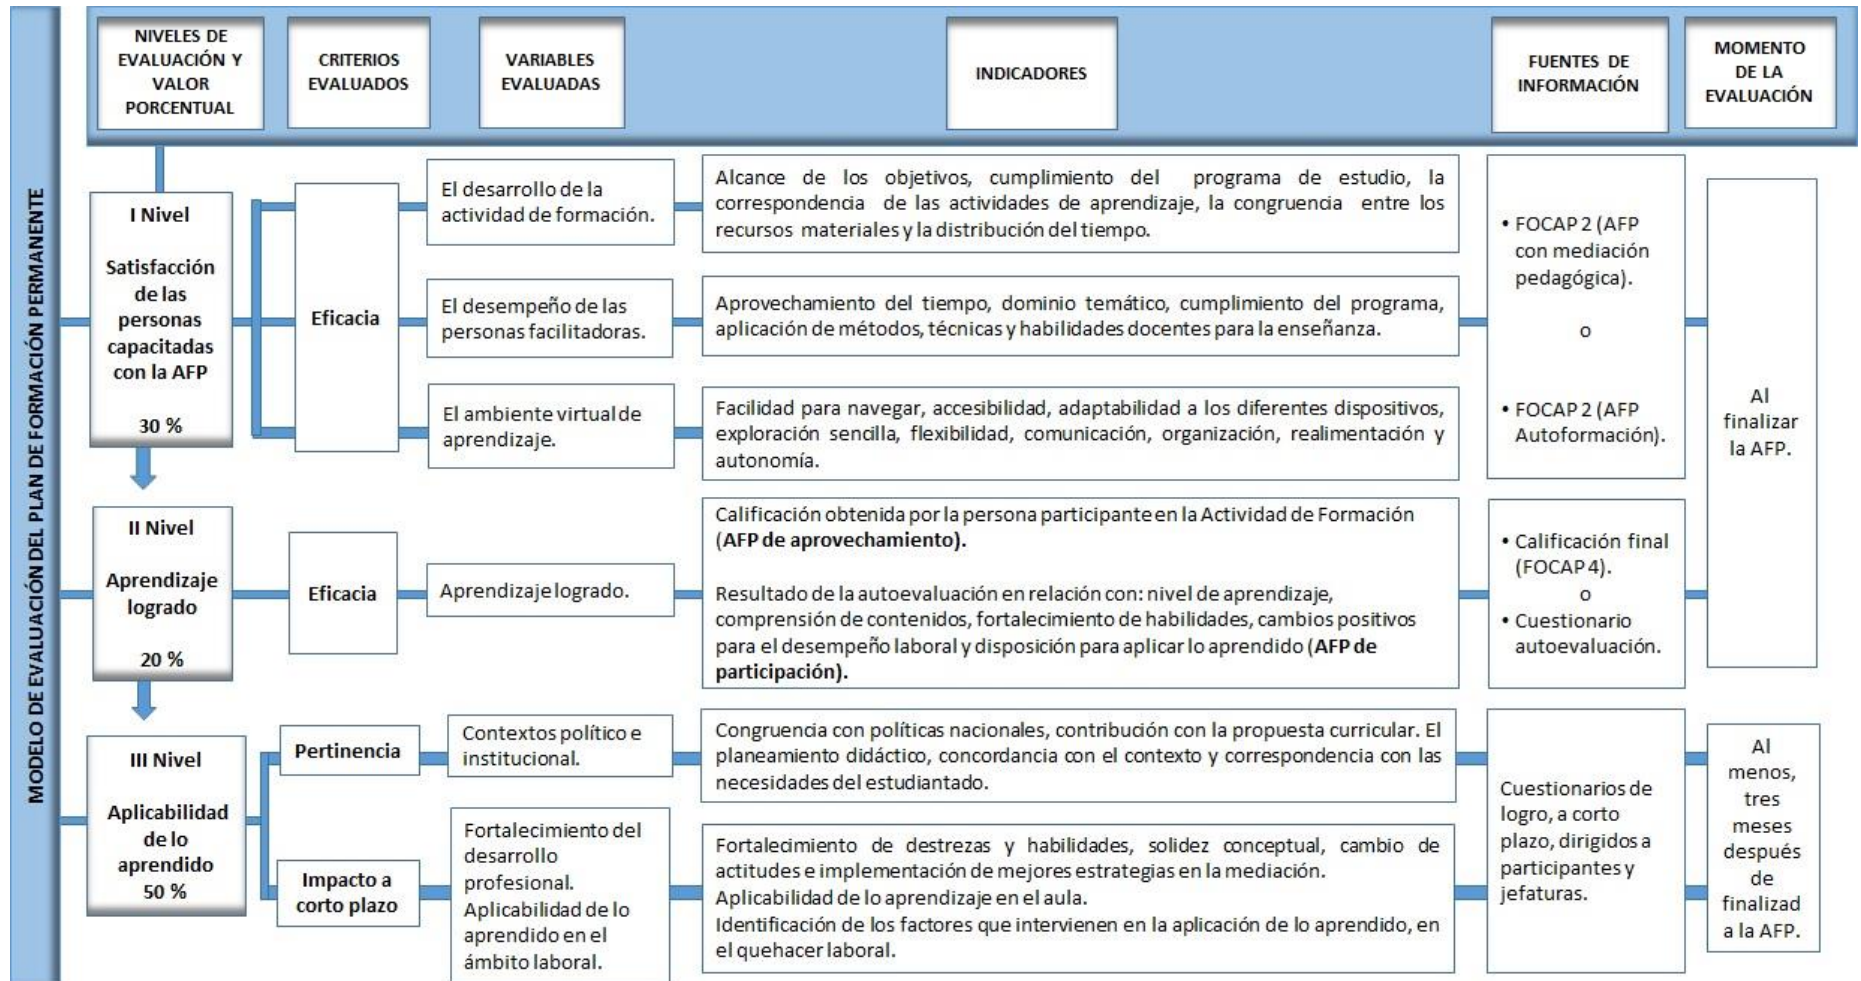 MODELO DE EVALUACIÓN DEL PLAN DE FORMACIÓN PERMANENTE
NIVELES DE
EVALUACIÓN Y
VALOR
PORCENTUAL
CRITERIOS
EVALUADOS
VARIABLES
EVALUADAS
INDICADORES
FUENTES DE
INFORMACIÓN
MOMENTO
DE LA
EVALUACIÓN
I Nivel
Satisfacción
de las
personas
capacitadas
con la AFP
30 %
Eficacia
El desarrollo de la
actividad de formación.
Alcance de los objetivos, cumplimiento del programa de estudio, la
correspondencia de las actividades de aprendizaje, la congruencia entre los
recursos materiales y la distribución del tiempo.
El desempeño de las
personas facilitadoras.
Aprovechamiento del tiempo, dominio temático, cumplimiento del programa,
aplicación de métodos, técnicas y habilidades docentes para la enseñanza.
El ambiente virtual de
aprendizaje.
Facilidad para navegar, accesibilidad, adaptabilidad a los diferentes dispositivos,
exploración sencilla, flexibilidad, comunicación, organización, realimentación y
autonomía.
• FOCAP 2 (AFP
con mediación
pedagógica).
o
• FOCAP 2 (AFP
Autoformación).
Al
finalizar
la AFP.
II Nivel
Aprendizaje
logrado
20 %
Eficacia
Aprendizaje logrado.
Calificación obtenida por la persona participante en la Actividad de Formación
(AFP de aprovechamiento).
Resultado de la autoevaluación en relación con: nivel de aprendizaje,
comprensión de contenidos, fortalecimiento de habilidades, cambios positivos
para el desempeño laboral y disposición para aplicar lo aprendido (AFP de
participación).
• Calificación final
(FOCAP 4).
o
• Cuestionario
autoevaluación.
III Nivel
Aplicabilidad
de lo
aprendido
50 %
Pertinencia
Contextos político e
institucional.
Congruencia con políticas nacionales, contribución con la propuesta curricular. El
planeamiento didáctico, concordancia con el contexto y correspondencia con las
necesidades del estudiantado.
Impacto a
corto plazo
Fortalecimiento del
desarrollo
profesional.
Aplicabilidad de lo
aprendido en el
ámbito laboral.
Fortalecimiento de destrezas y habilidades, solidez conceptual, cambio de
actitudes e implementación de mejores estrategias en la mediación.
Aplicabilidad de lo aprendizaje en el aula.
Identificación de los factores que intervienen en la aplicación de lo aprendido, en
el quehacer laboral.
Cuestionarios de
logro, a corto
plazo, dirigidos a
participantes y
jefaturas.
Al
menos,
tres
meses
después
de
finalizad
a la AFP.